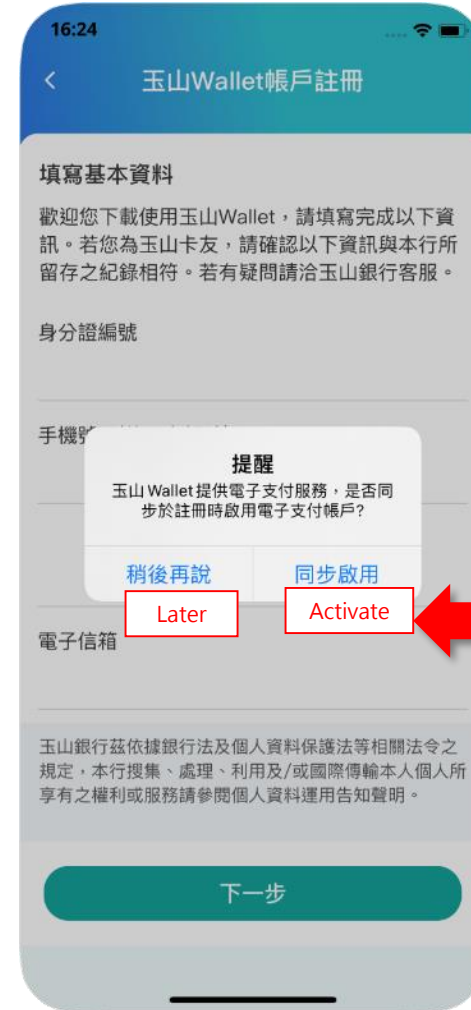 16:24
玉山Wallet帳戶註冊
填寫基本資料
歡迎您下載使用玉山Wallet，請填寫完成以下資
訊。若您為玉山卡友，請確認以下資訊與本行所
留存之紀錄相符。若有疑問請洽玉山銀行客服。
身分證編號
手機
提醒
玉山 Wallet 提供電子支付服務，是否同
步於註冊時啟用電子支付帳戶?
稍後再說 同步啟用
Later Activate
電子信箱
玉山銀行茲依據銀行法及個人資料保護法等相關法令之
規定，本行搜集、處理、利用及/或國際傳輸本人個人所
享有之權利或服務請參閱個人資料運用告知聲明。
下一步